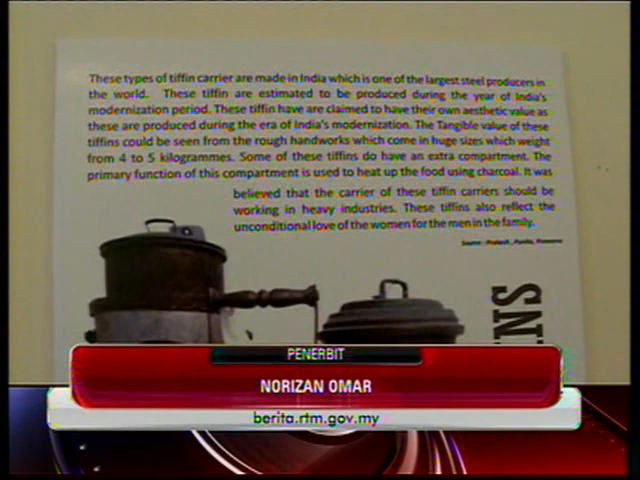 These types of tiffin carrier are made in India which is one of the largest steel producers in
the world. These tiffin are estimated to be produced during the year of India's
modernization period. These tiffin have are claimed to have their own aesthetic value as
these are produced during the era of India's modernization. The Tangible value of these
tiffins could be seen from the rough handworks which come in huge sizes which weight
from 4 to 5 kilogrammes. Some of these tiffins do have an extra compartment. The
primary function of this compartment is used to heat up the food using charcoal. It was
believed that the carrier of these tiffin carriers should be
working in heavy industries. These tiffins also reflect the
unconditional love of the women for the men in the family.
Source :
INS
PENERBIT
NORIZAN OMAR
berita.rtm.gov.my